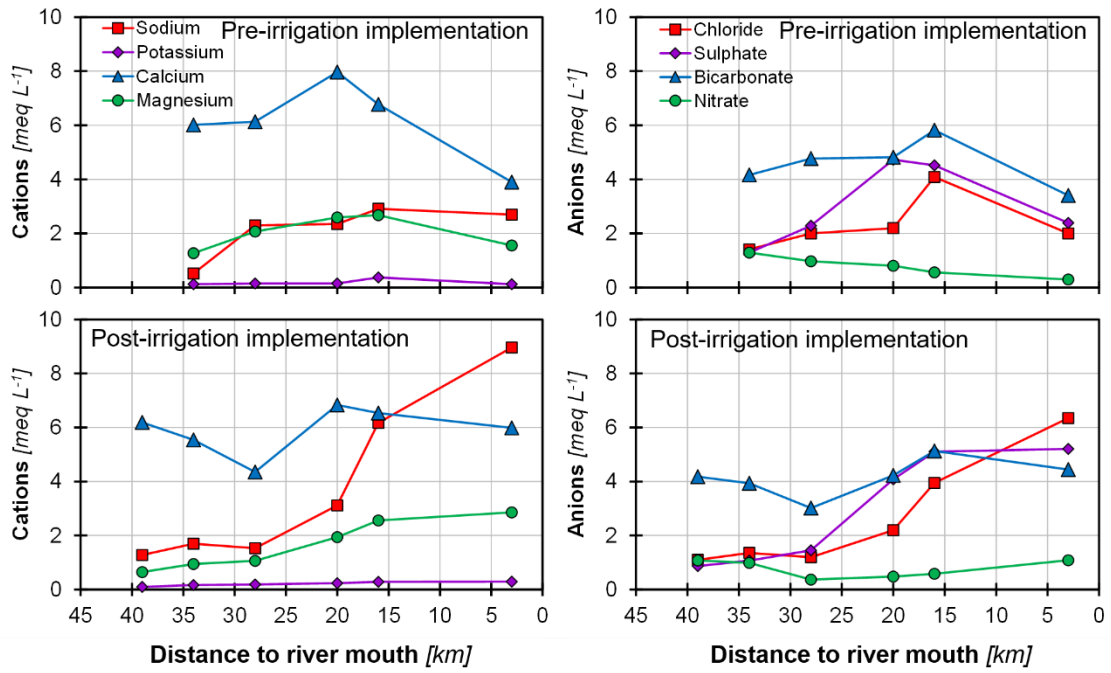 Pre-irrigation implementation
Sodium
Potassium
Calcium
Magnesium
Cations [meq L-1]
10
8
6
4
2
0
Pre-irrigation implementation
Chloride
Sulphate
Bicarbonate
Nitrate
Anions [meq L-1]
10
8
6
4
2
0
Post-irrigation implementation
Cations [meq L-1]
10
8
6
4
2
0
45 40 35 30 25 20 15 10 5 0
Distance to river mouth [km]
Post-irrigation implementation
Anions [meq L-1]
10
8
6
4
2
0
45 40 35 30 25 20 15 10 5 0
Distance to river mouth [km]